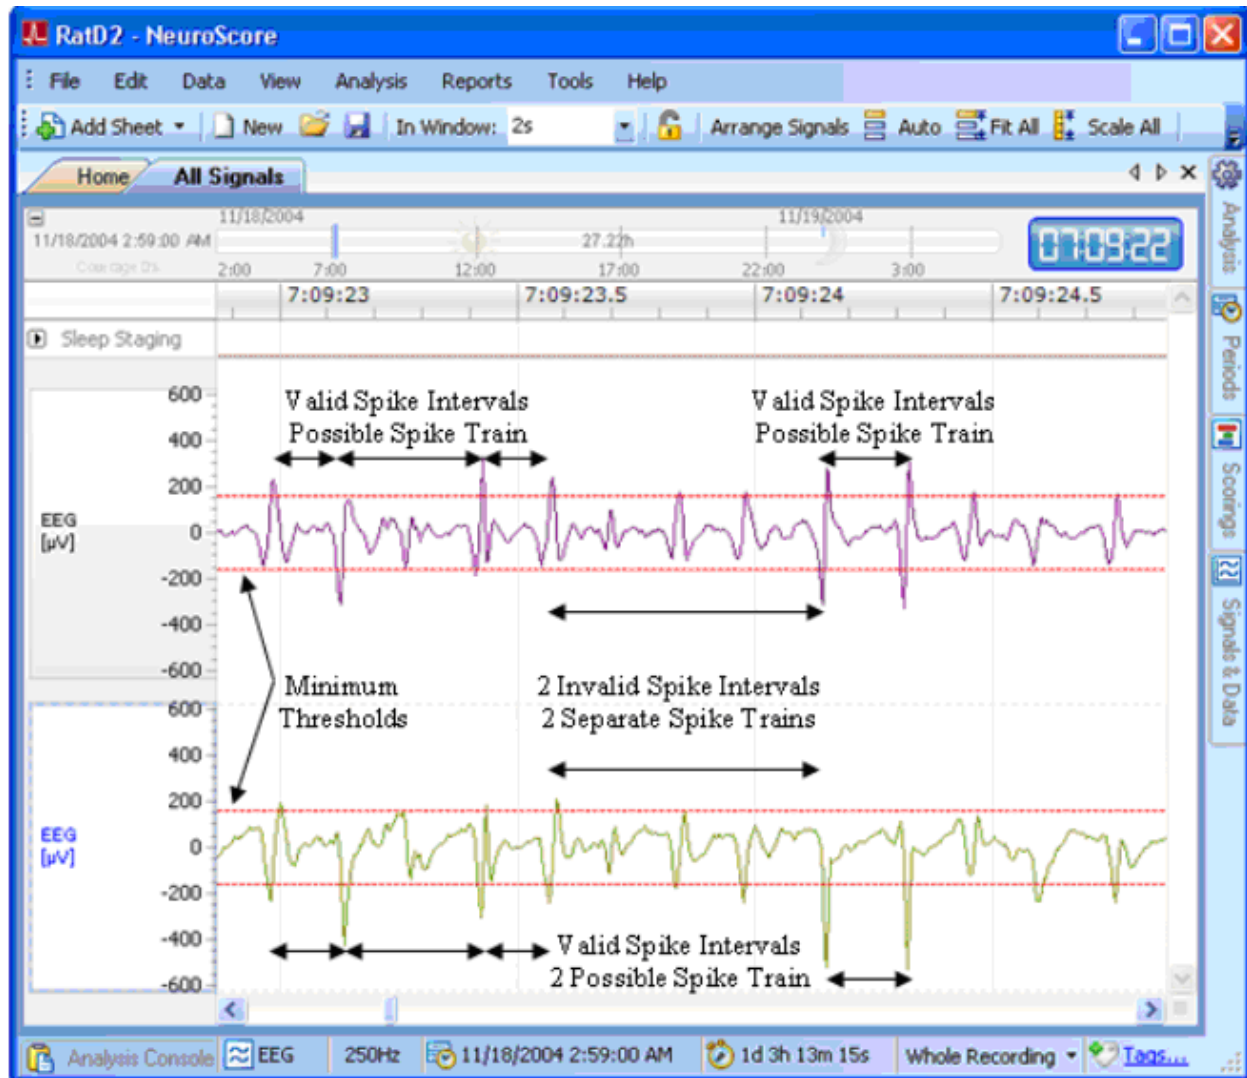 RatD2 - NeuroScore
File Edit Data View Analysis Reports Tools Help
Add Sheet New In Window: 2s Arrange Signals Auto Fit All Scale All
Home All Signals
11/18/2004 11/19/2004
11/18/2004 2:59:00 AM 27.22h 07:09:22
2:00 7:00 12:00 17:00 22:00 3:00
7:09:23 7:09:23.5 7:09:24 7:09:24.5
Sleep Staging
600
Valid Spike Intervals Valid Spike Intervals
400
Possible Spike Train Possible Spike Train
200
EEG
0
[µV]
-200
-400
-600
Minimum
Thresholds
2 Invalid Spike Intervals
2 Separate Spike Trains
600
400
200
EEG
0
[µV]
-200
-400
-600
Valid Spike Intervals
2 Possible Spike Train
Analysis
Periods
Scorings
Signals & Data
Analysis Console EEG 250Hz 11/18/2004 2:59:00 AM 1d 3h 13m 15s Whole Recording Tags...